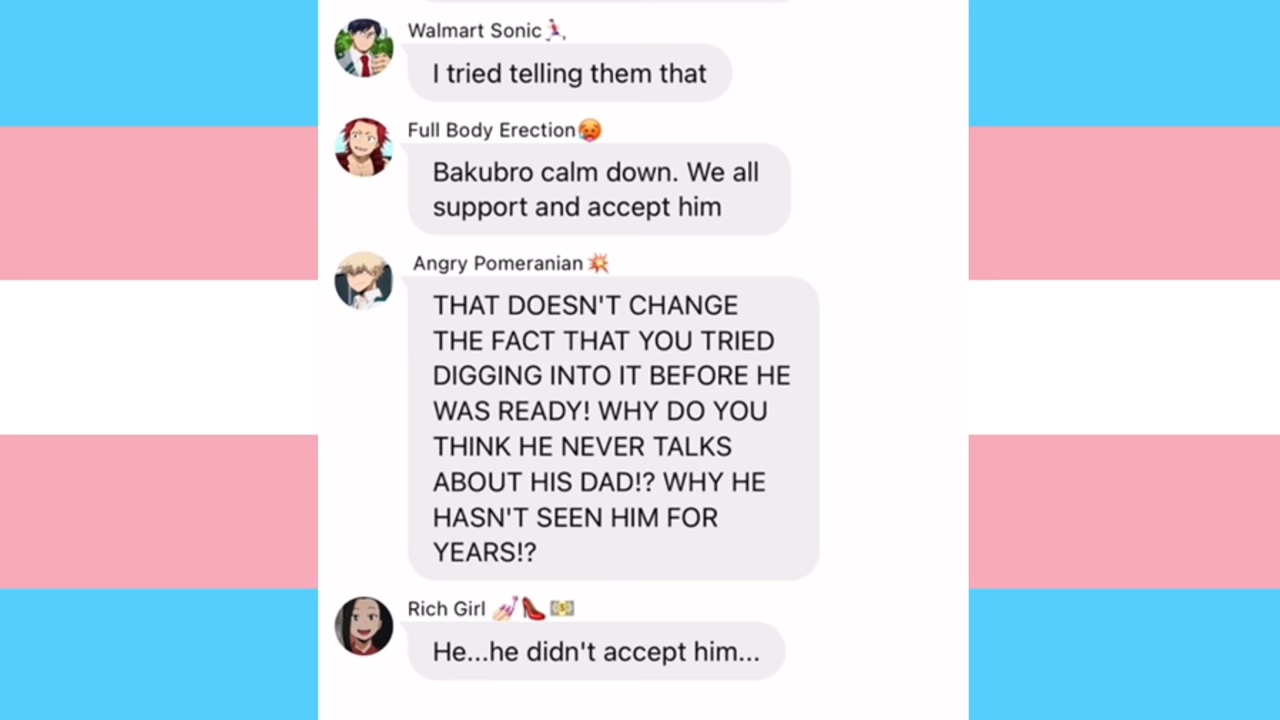 Walmart Sonic🏃🏻‍♀️
I tried telling them that
Full Body Erection🥵
Bakubro calm down. We all
support and accept him
Angry Pomeranian💥
THAT DOESN'T CHANGE
THE FACT THAT YOU TRIED
DIGGING INTO IT BEFORE HE
WAS READY! WHY DO YOU
THINK HE NEVER TALKS
ABOUT HIS DAD!? WHY HE
HASN'T SEEN HIM FOR
YEARS!?
Rich Girl 💅🏻👠💵
He...he didn't accept him...